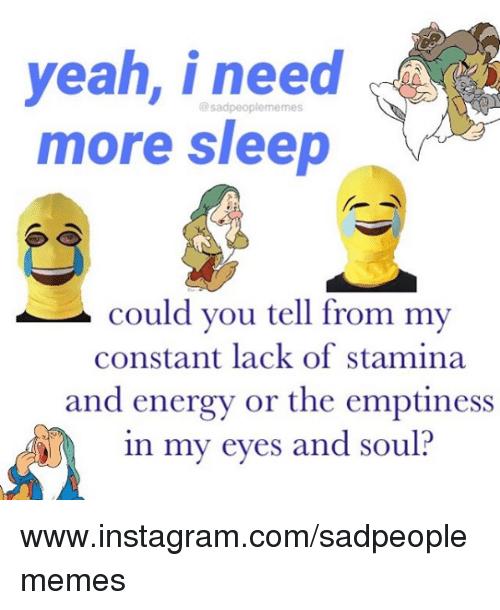 yeah, i need
@sadpeoplememes
more sleep
could you tell from my
constant lack of stamina
and energy or the emptiness
in my eyes and soul?
www.instagram.com/sadpeople
memes